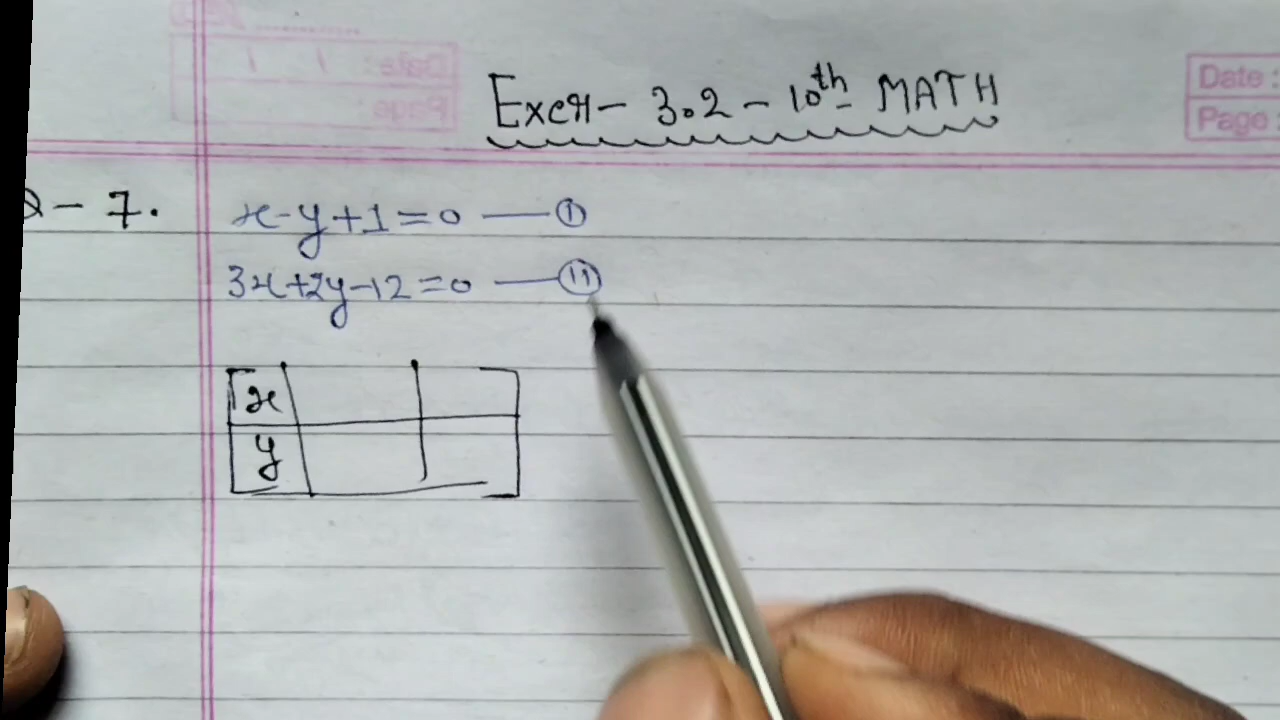 Date :
Page :
Exer- 3.2 - 10th MATH
Q - 7. x - y + 1 = 0 — ①
3x + 2y - 12 = 0 — ⑪
x
y